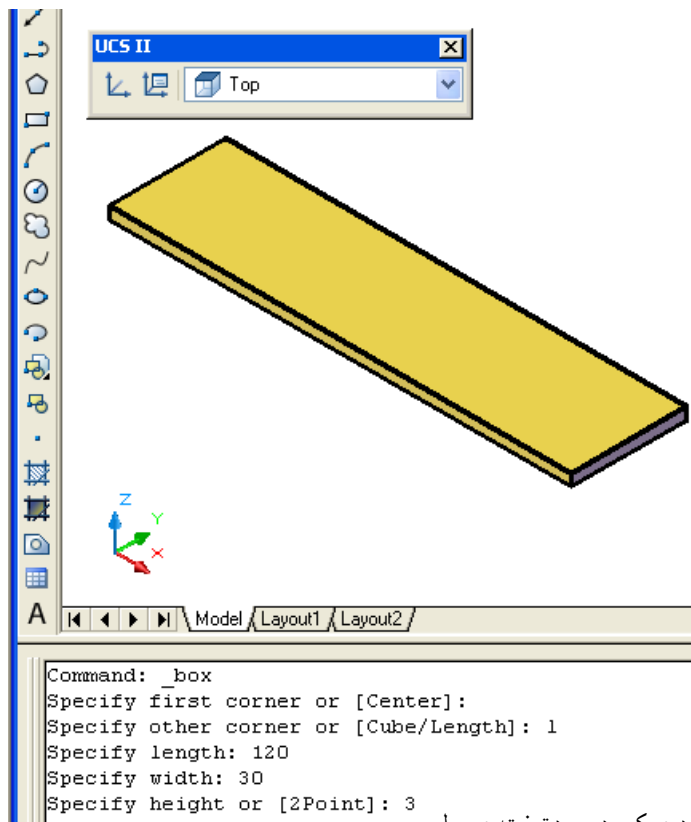 UCS II
Top
Z
Y
X
A
Model Layout1 Layout2
Command: _box
Specify first corner or [Center]:
Specify other corner or [Cube/Length]: l
Specify length: 120
Specify width: 30
Specify height or [2Point]: 3